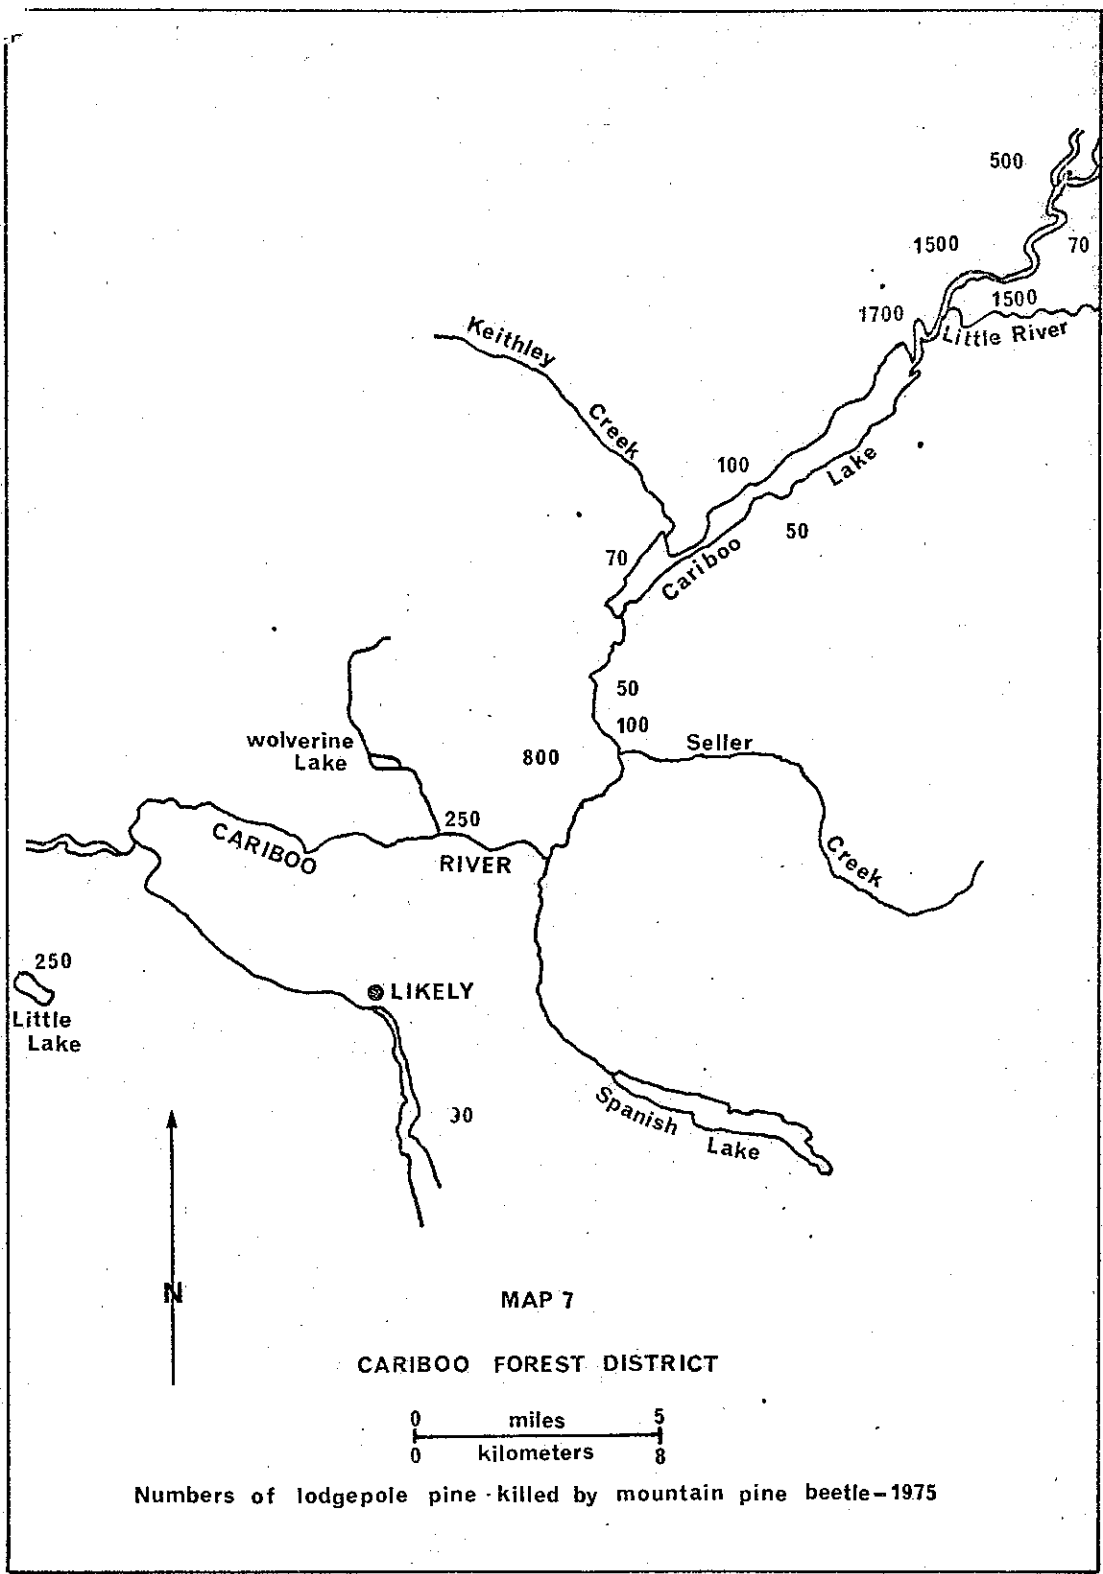 500
1500
70
1500
1700
Little River
Keithley
Creek
100
Lake
50
70
Cariboo
50
100
Seller
wolverine
Lake
800
250
CARIBOO
RIVER
Creek
250
LIKELY
Little
Lake
Spanish
Lake
N
MAP 7
CARIBOO FOREST DISTRICT
0 miles 5
0 kilometers 8
Numbers of lodgepole pine killed by mountain pine beetle-1975